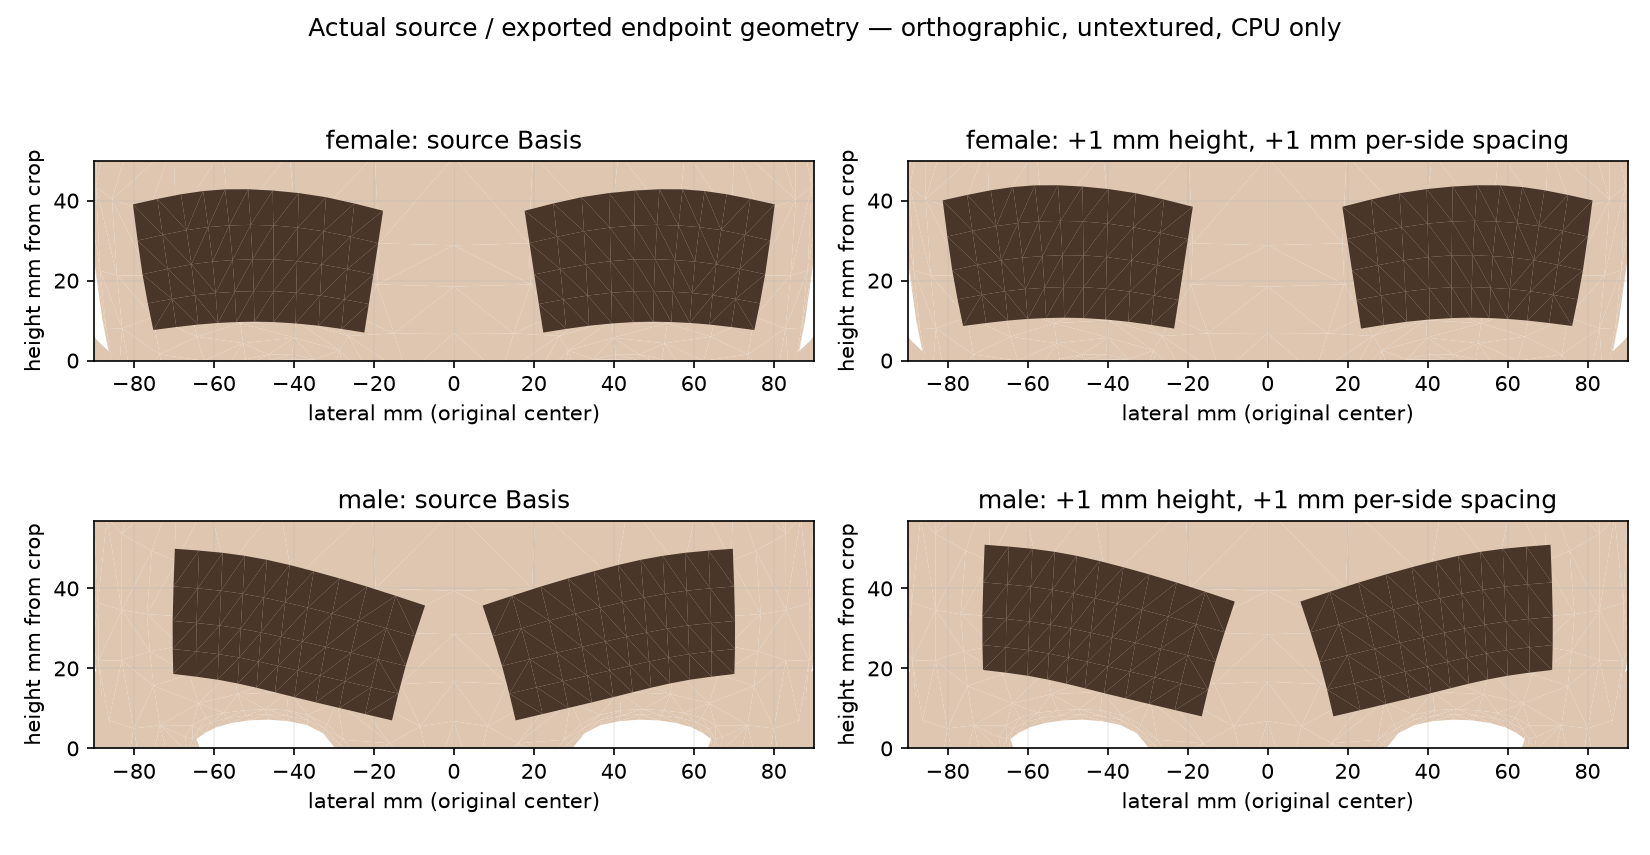 Actual source / exported endpoint geometry — orthographic, untextured, CPU only
female: source Basis
height mm from crop
40
20
0
−80 −60 −40 −20 0 20 40 60 80
lateral mm (original center)
female: +1 mm height, +1 mm per-side spacing
height mm from crop
40
20
0
−80 −60 −40 −20 0 20 40 60 80
lateral mm (original center)
male: source Basis
height mm from crop
40
20
0
−80 −60 −40 −20 0 20 40 60 80
lateral mm (original center)
male: +1 mm height, +1 mm per-side spacing
height mm from crop
40
20
0
−80 −60 −40 −20 0 20 40 60 80
lateral mm (original center)